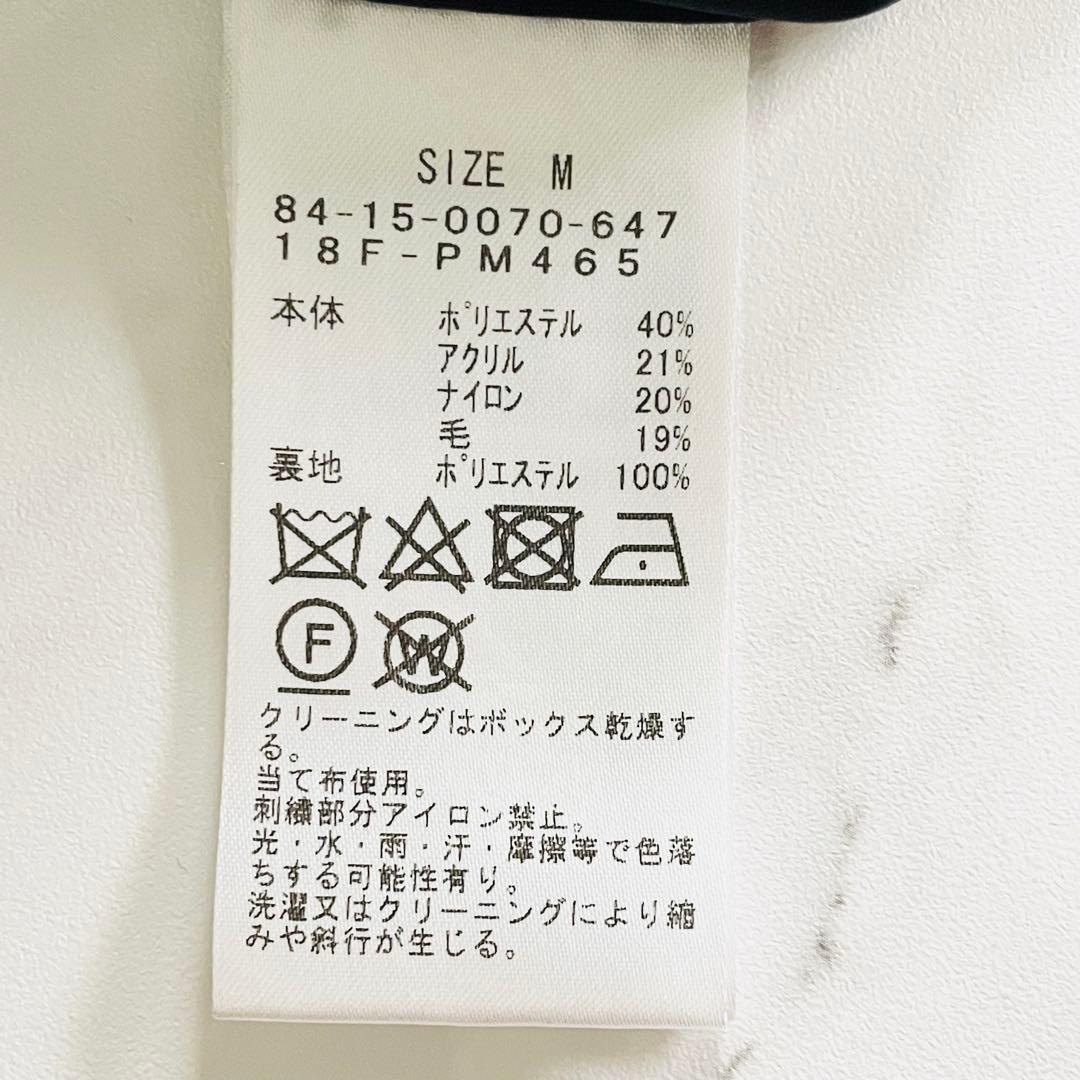 SIZE M
84-15-0070-647
18F-PM465
本体 ポリエステル 40%
アクリル 21%
ナイロン 20%
毛 19%
裏地 ポリエステル 100%
F W
クリーニングはボックス乾燥す
る。
当て布使用。
刺繍部分アイロン禁止。
光・水・雨・汗・摩擦等で色落
ちする可能性有り。
洗濯又はクリーニングにより縮
みや斜行が生じる。